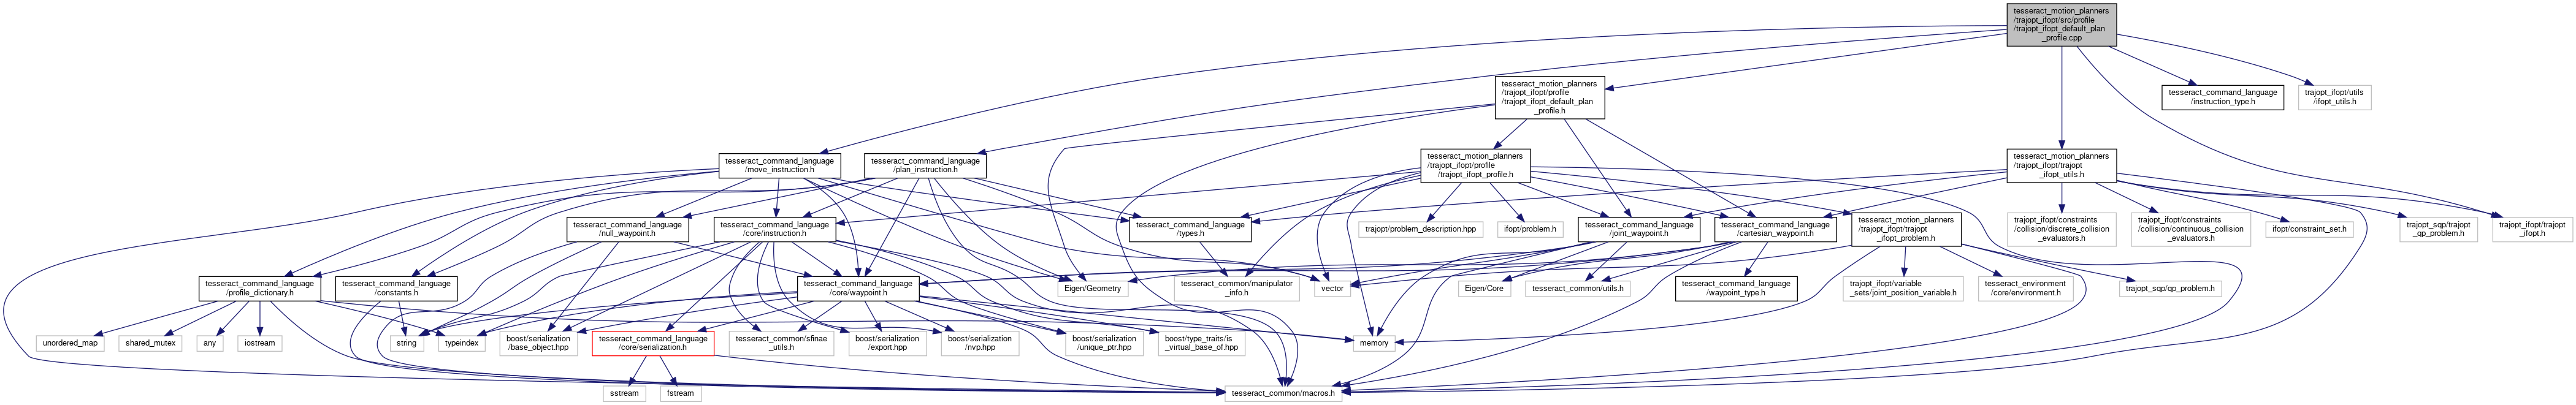 tesseract_motion_planners
/trajopt_ifopt/src/profile
/trajopt_ifopt_default_plan
_profile.cpp
tesseract_motion_planners
/trajopt_ifopt/profile
/trajopt_ifopt_default_plan
_profile.h
tesseract_command_language
/instruction_type.h
trajopt_ifopt/utils
/ifopt_utils.h
tesseract_command_language
/move_instruction.h
tesseract_command_language
/plan_instruction.h
tesseract_motion_planners
/trajopt_ifopt/profile
/trajopt_ifopt_profile.h
tesseract_motion_planners
/trajopt_ifopt/trajopt
_ifopt_utils.h
tesseract_command_language
/null_waypoint.h
tesseract_command_language
/core/instruction.h
tesseract_command_language
/types.h
trajopt/problem_description.hpp
ifopt/problem.h
tesseract_command_language
/joint_waypoint.h
tesseract_command_language
/cartesian_waypoint.h
tesseract_motion_planners
/trajopt_ifopt/trajopt
_ifopt_problem.h
trajopt_ifopt/constraints
/collision/discrete_collision
_evaluators.h
trajopt_ifopt/constraints
/collision/continuous_collision
_evaluators.h
ifopt/constraint_set.h
trajopt_sqp/trajopt
_qp_problem.h
trajopt_ifopt/trajopt
_ifopt.h
tesseract_command_language
/profile_dictionary.h
tesseract_command_language
/constants.h
tesseract_command_language
/core/waypoint.h
Eigen/Geometry
tesseract_common/manipulator
_info.h
vector
Eigen/Core
tesseract_common/utils.h
tesseract_command_language
/waypoint_type.h
trajopt_ifopt/variable
_sets/joint_position_variable.h
tesseract_environment
/core/environment.h
trajopt_sqp/qp_problem.h
unordered_map
shared_mutex
any
iostream
string
typeindex
boost/serialization
/base_object.hpp
tesseract_command_language
/core/serialization.h
tesseract_common/sfinae
_utils.h
boost/serialization
/export.hpp
boost/serialization
/nvp.hpp
boost/serialization
/unique_ptr.hpp
boost/type_traits/is
_virtual_base_of.hpp
memory
sstream
fstream
tesseract_common/macros.h